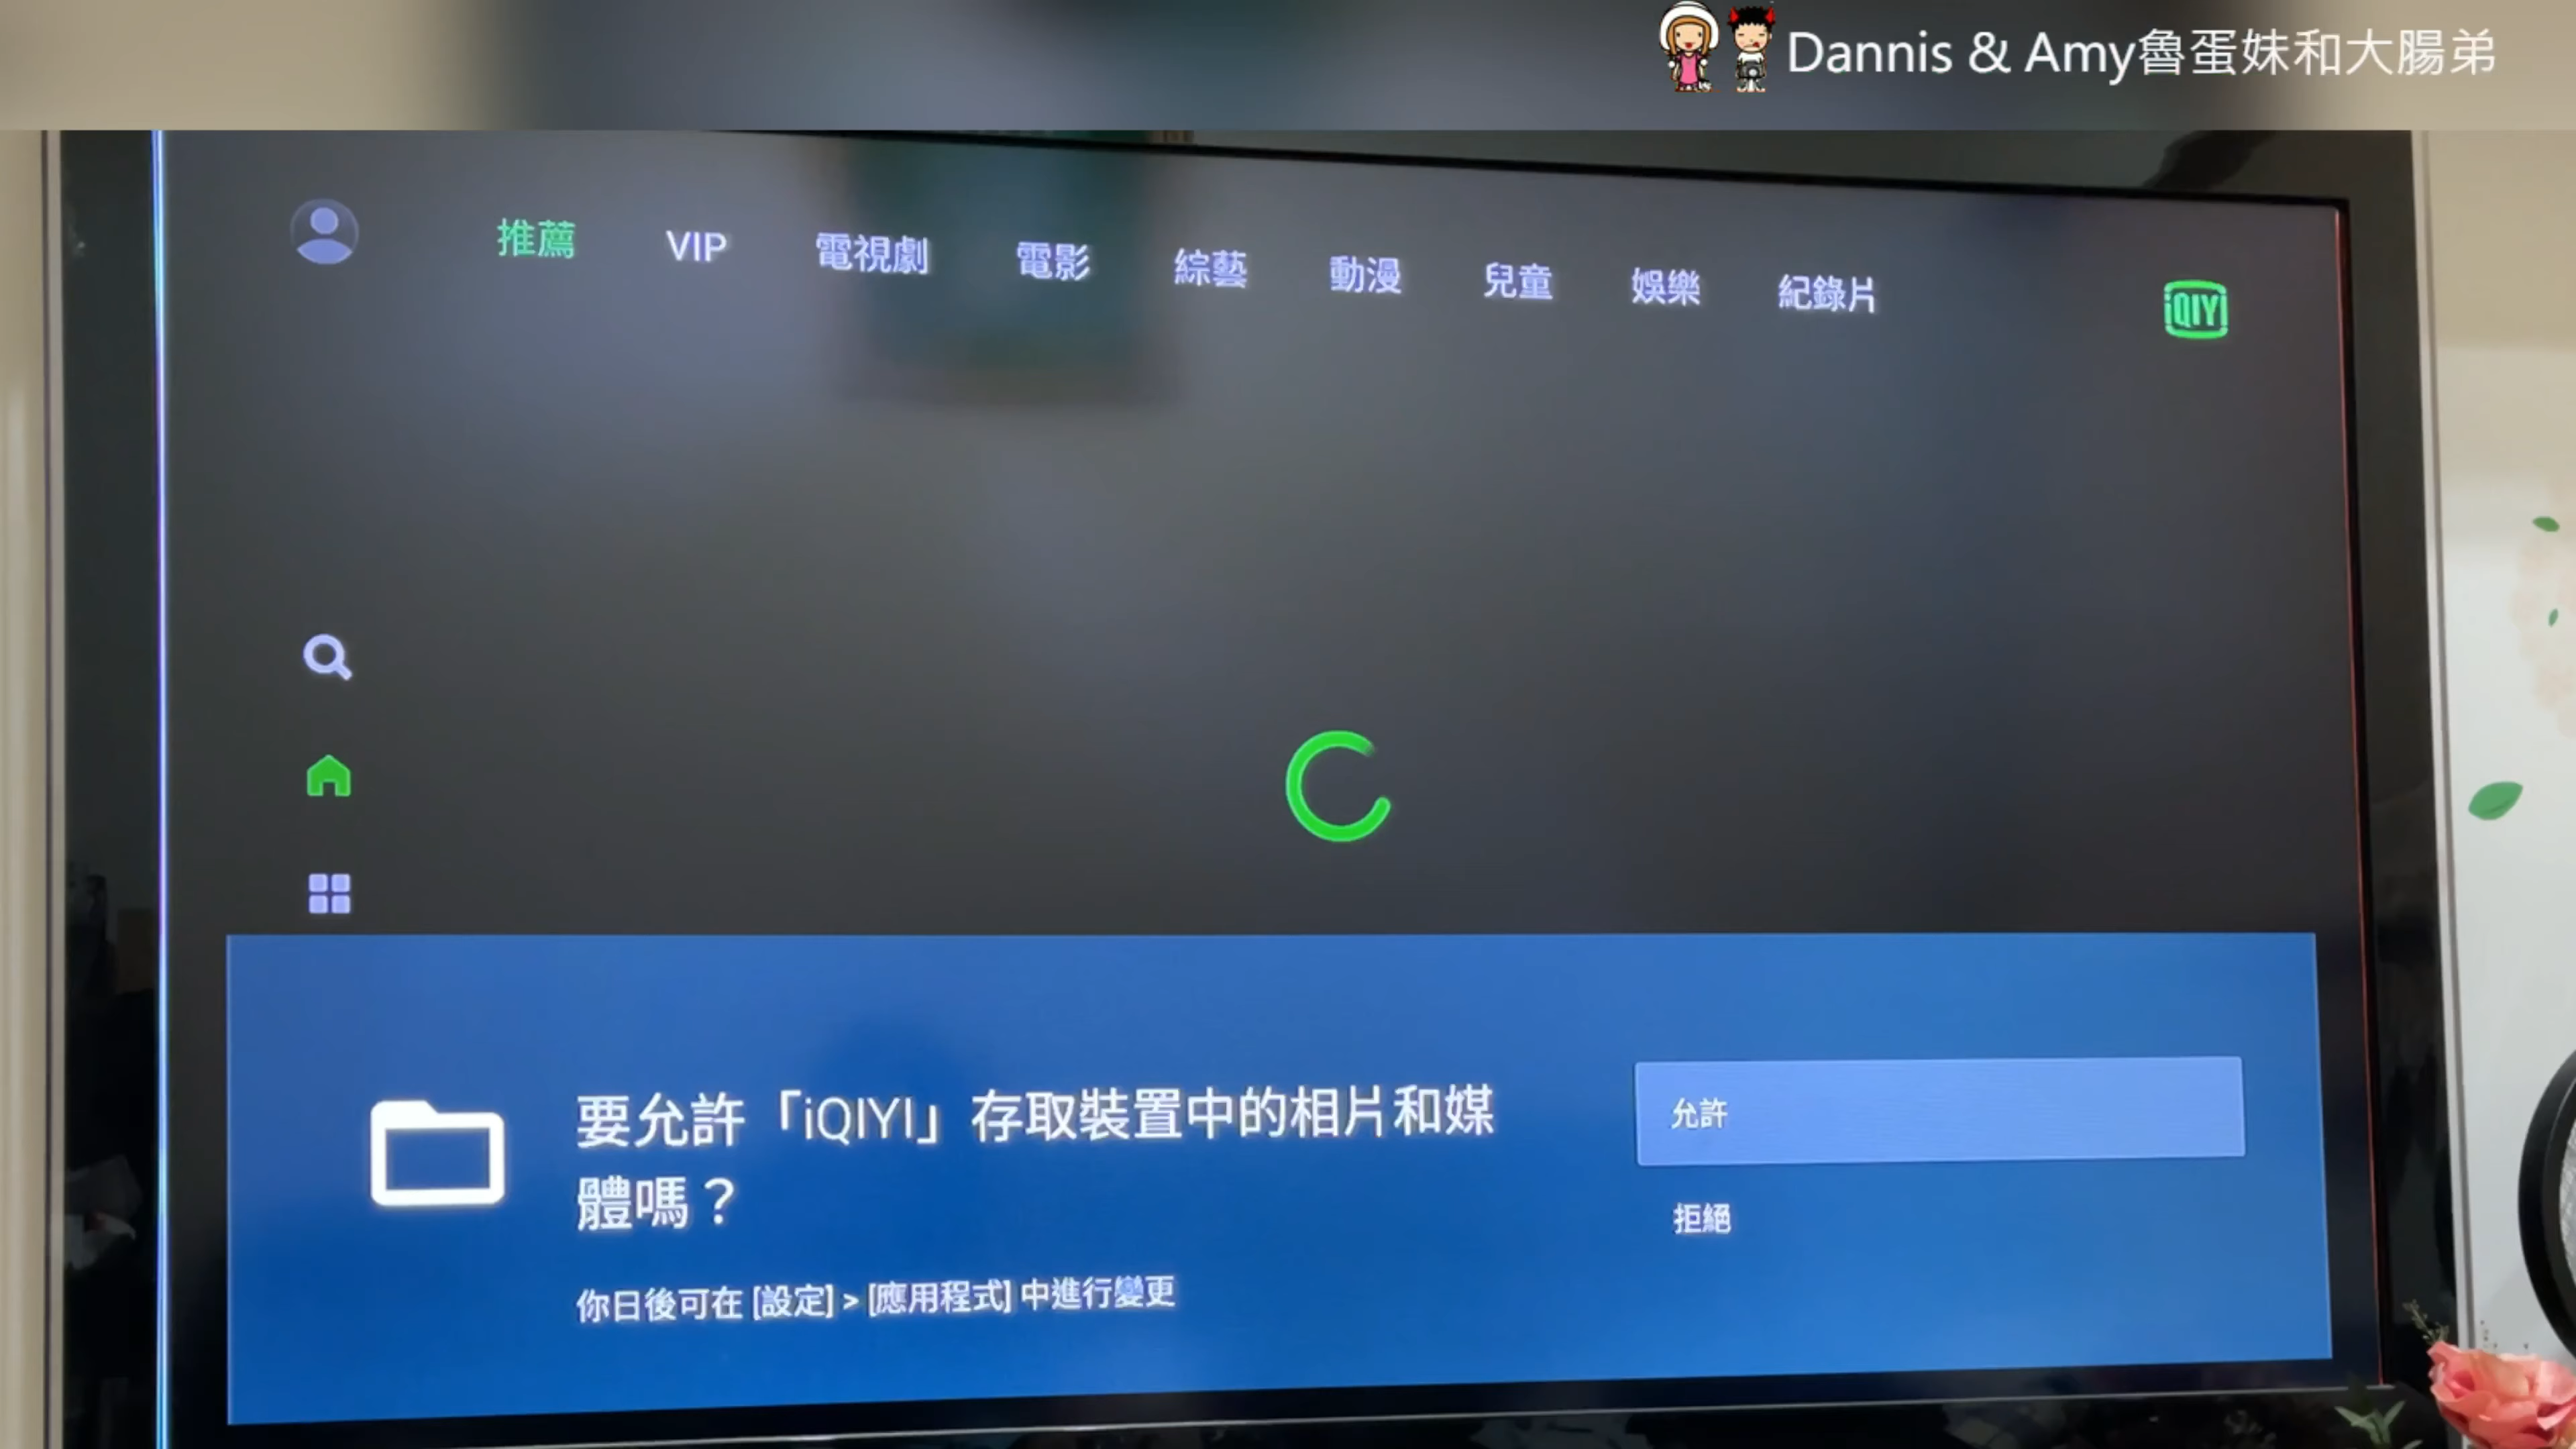 Dannis & Amy魯蛋妹和大腸弟
推薦 VIP 電視劇 電影 綜藝 動漫 兒童 娛樂 紀錄片
iQIYI
要允許「iQIYI」存取裝置中的相片和媒
體嗎？
你日後可在 [設定] > [應用程式] 中進行變更
允許
拒絕